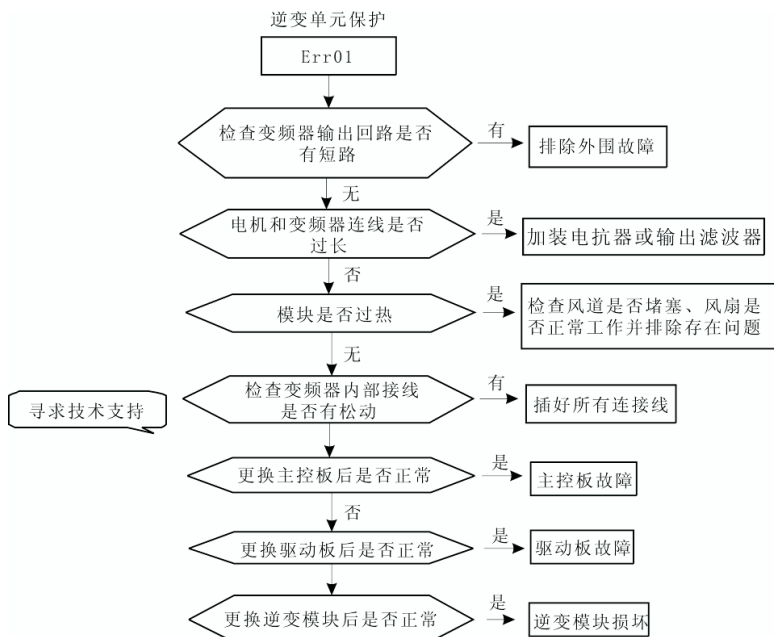 逆变单元保护
Err01
检查变频器输出回路是否
有短路
有
排除外围故障
无
电机和变频器连线是否
过长
是
加装电抗器或输出滤波器
否
模块是否过热
是
检查风道是否堵塞、风扇是
否正常工作并排除存在问题
无
检查变频器内部接线
是否有松动
有
插好所有连接线
寻求技术支持
更换主控板后是否正常
是
主控板故障
否
更换驱动板后是否正常
是
驱动板故障
更换逆变模块后是否正常
是
逆变模块损坏